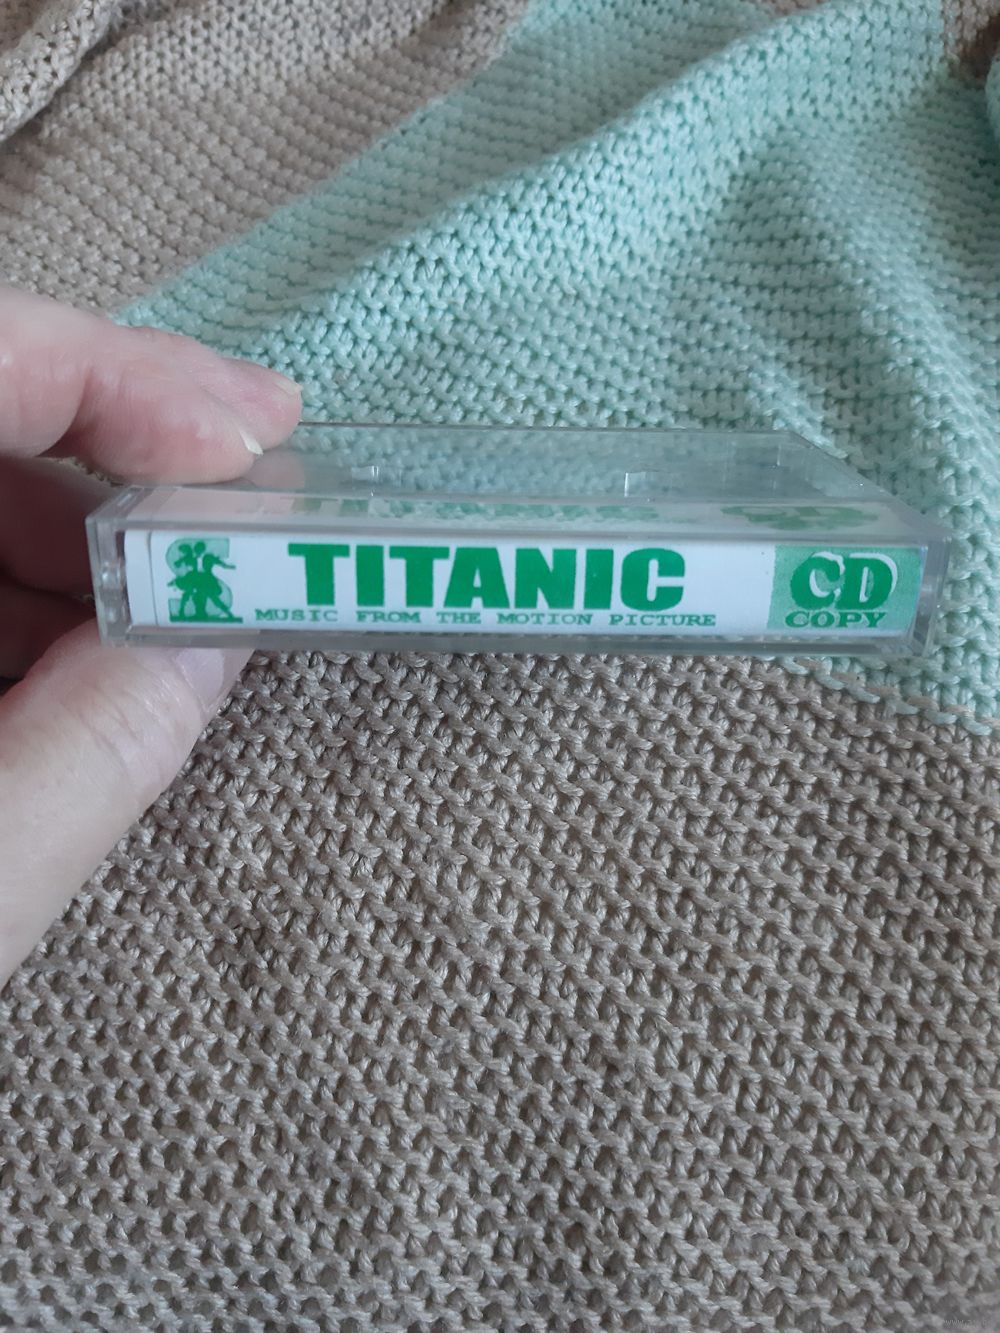 TITANIC
MUSIC FROM THE MOTION PICTURE
CD
COPY